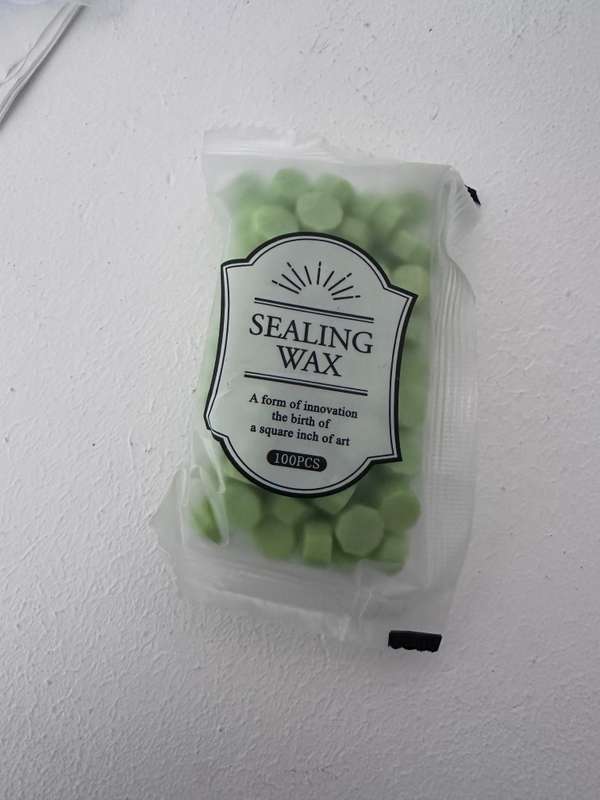 SEALING
WAX
A form of innovation
the birth of
a square inch of art
100PCS